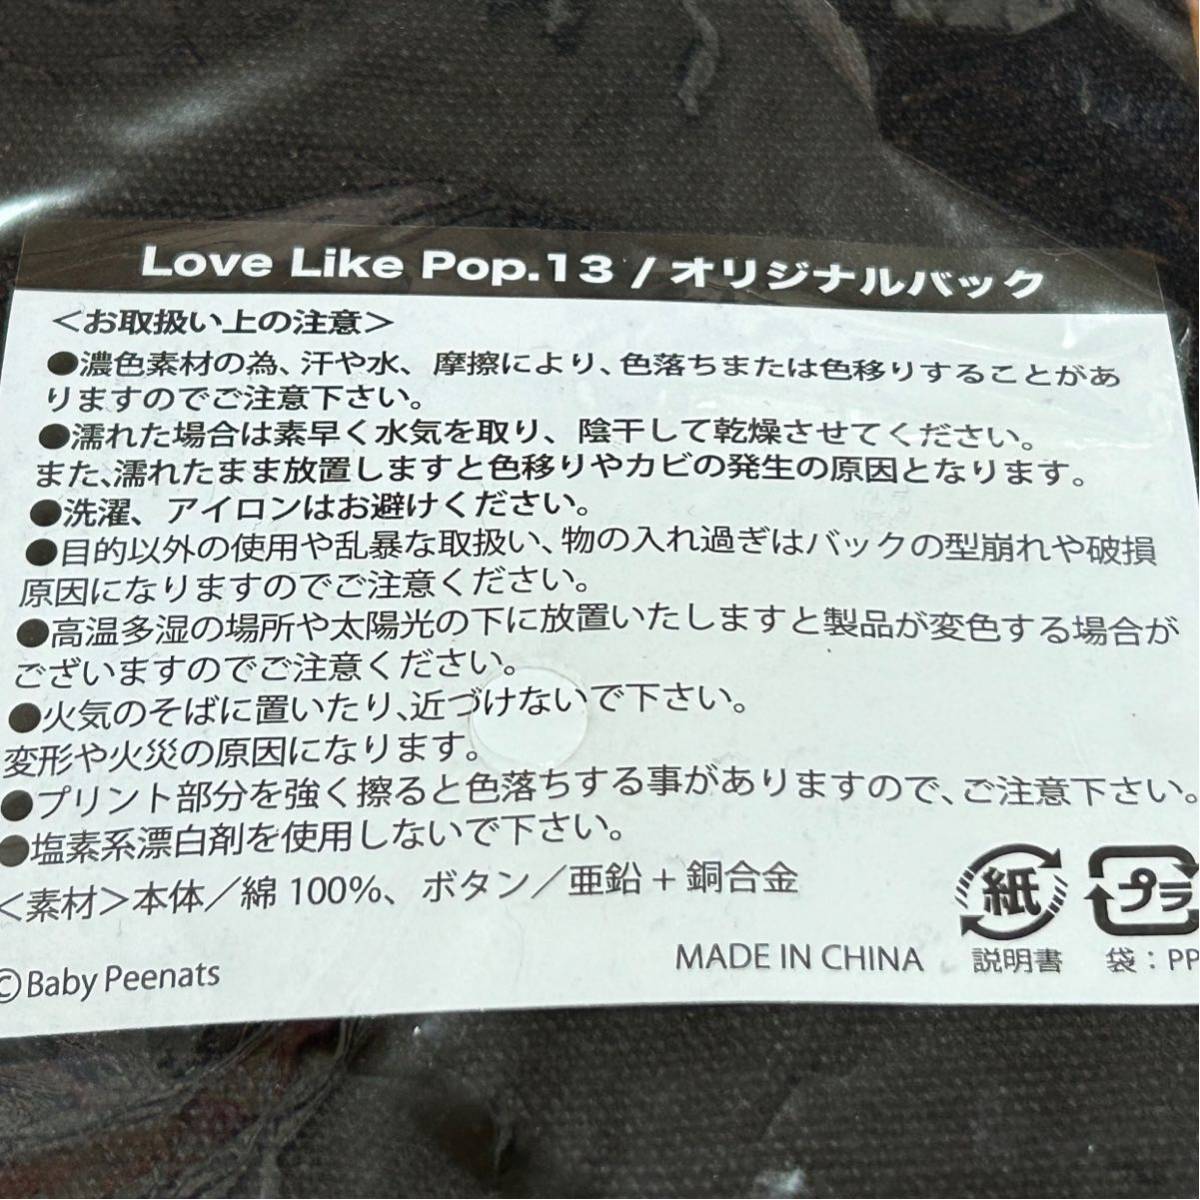 Love Like Pop.13 / オリジナルバック
＜お取扱い上の注意＞
●濃色素材の為、汗や水、摩擦により、色落ちまたは色移りすることがあ
りますのでご注意下さい。
●濡れた場合は素早く水気を取り、陰干して乾燥させてください。
また、濡れたまま放置しますと色移りやカビの発生の原因となります。
●洗濯、アイロンはお避けください。
●目的以外の使用や乱暴な取扱い、物の入れ過ぎはバックの型崩れや破損
原因になりますのでご注意ください。
●高温多湿の場所や太陽光の下に放置いたしますと製品が変色する場合が
ございますのでご注意ください。
●火気のそばに置いたり、近づけないで下さい。
変形や火災の原因になります。
●プリント部分を強く擦ると色落ちする事がありますので、ご注意下さい。
●塩素系漂白剤を使用しないで下さい。
＜素材＞本体／綿 100%、ボタン／亜鉛 + 銅合金
紙 プラ
MADE IN CHINA 説明書 袋：PP
©Baby Peenats